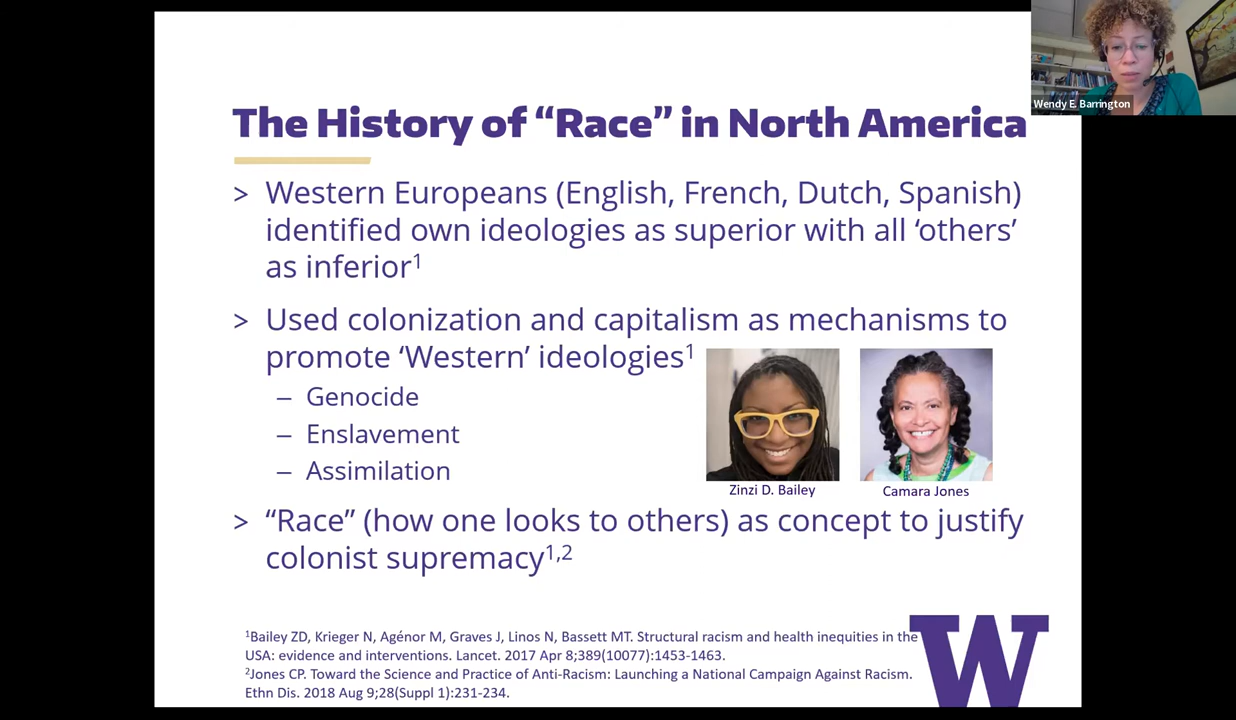 The History of “Race” in North America
Wendy E. Barrington
> Western Europeans (English, French, Dutch, Spanish)
identified own ideologies as superior with all ‘others’
as inferior¹
> Used colonization and capitalism as mechanisms to
promote ‘Western’ ideologies¹
– Genocide
– Enslavement
– Assimilation
Zinzi D. Bailey
Camara Jones
> “Race” (how one looks to others) as concept to justify
colonist supremacy¹,²
¹Bailey ZD, Krieger N, Agénor M, Graves J, Linos N, Bassett MT. Structural racism and health inequities in the
USA: evidence and interventions. Lancet. 2017 Apr 8;389(10077):1453-1463.
²Jones CP. Toward the Science and Practice of Anti-Racism: Launching a National Campaign Against Racism.
Ethn Dis. 2018 Aug 9;28(Suppl 1):231-234.
W